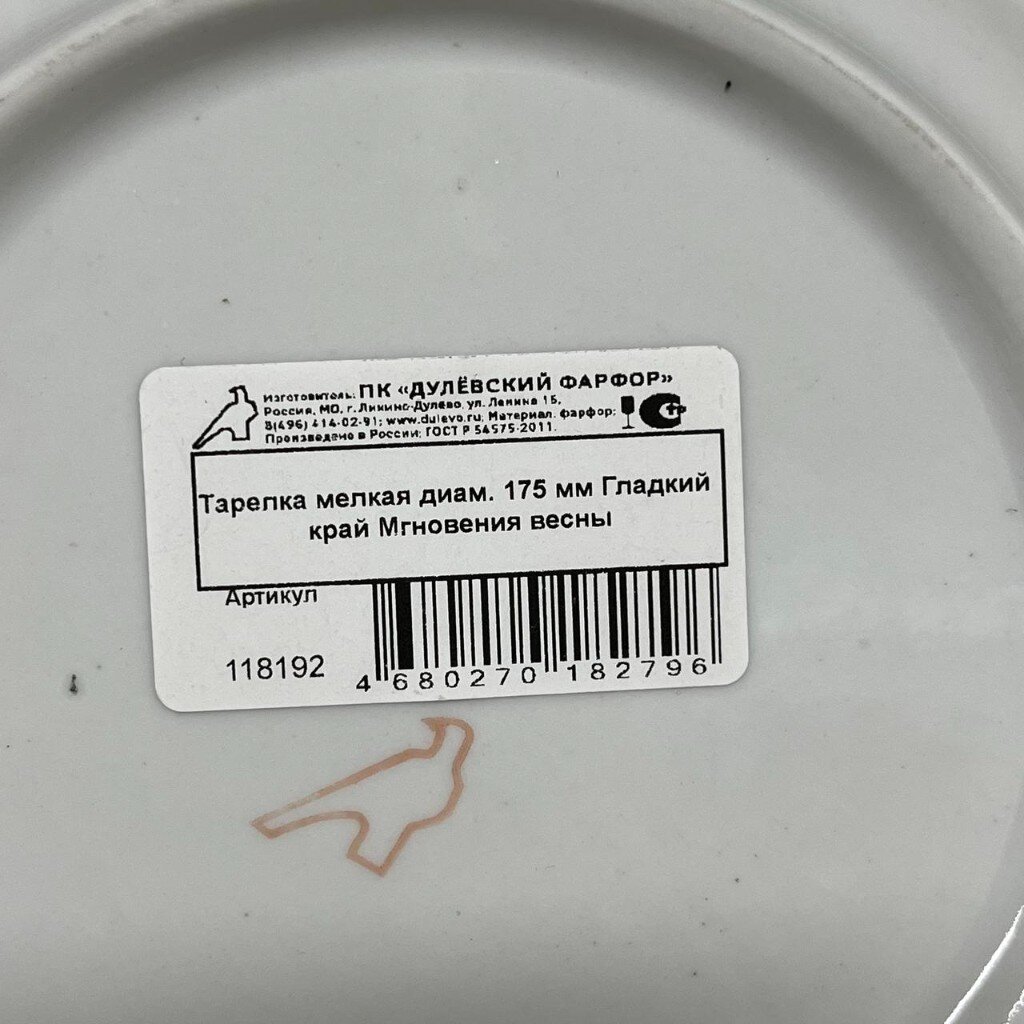 Изготовитель: ПК «ДУЛЁВСКИЙ ФАРФОР»
Россия, МО, г. Ликино-Дулево, ул. Ленина 15,
8(496) 414-02-91; www.dulevo.ru; Материал: фарфор;
Произведено в России; ГОСТ Р 54575-2011.
Тарелка мелкая диам. 175 мм Гладкий
край Мгновения весны
Артикул
118192
4 680270 182796